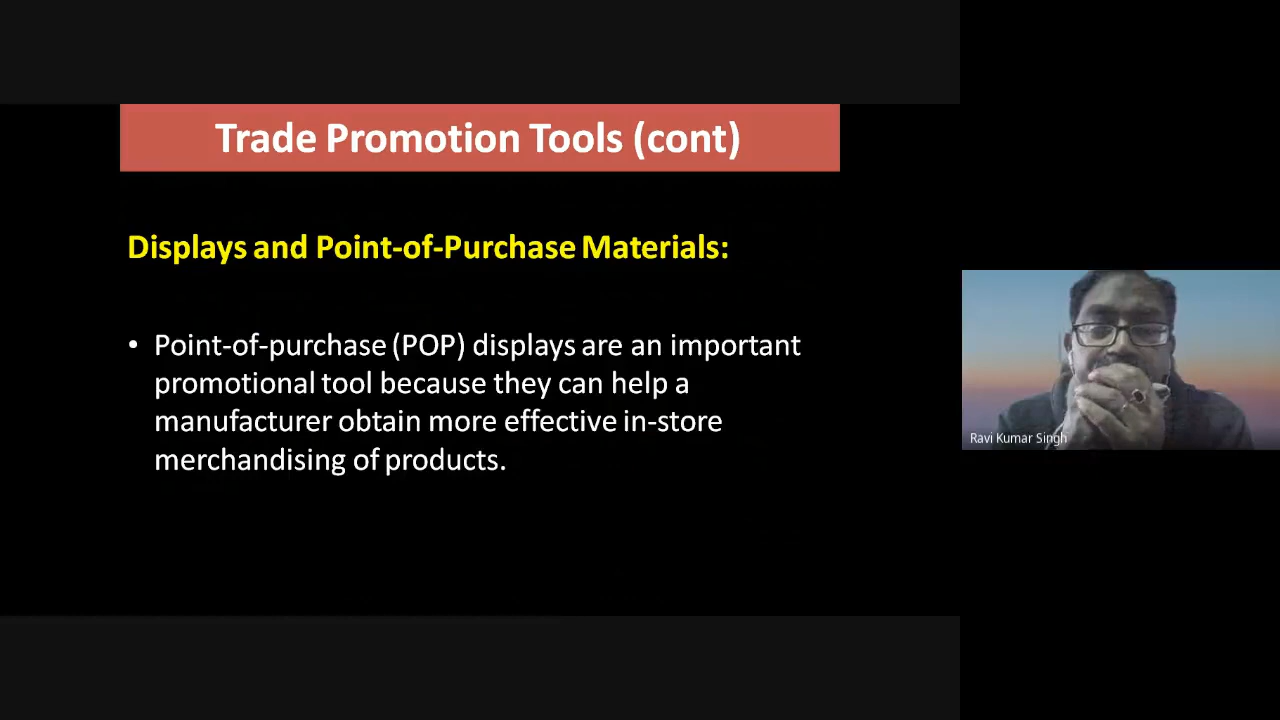 Trade Promotion Tools (cont)
Displays and Point-of-Purchase Materials:
• Point-of-purchase (POP) displays are an important
promotional tool because they can help a
manufacturer obtain more effective in-store
merchandising of products.
Ravi Kumar Singh